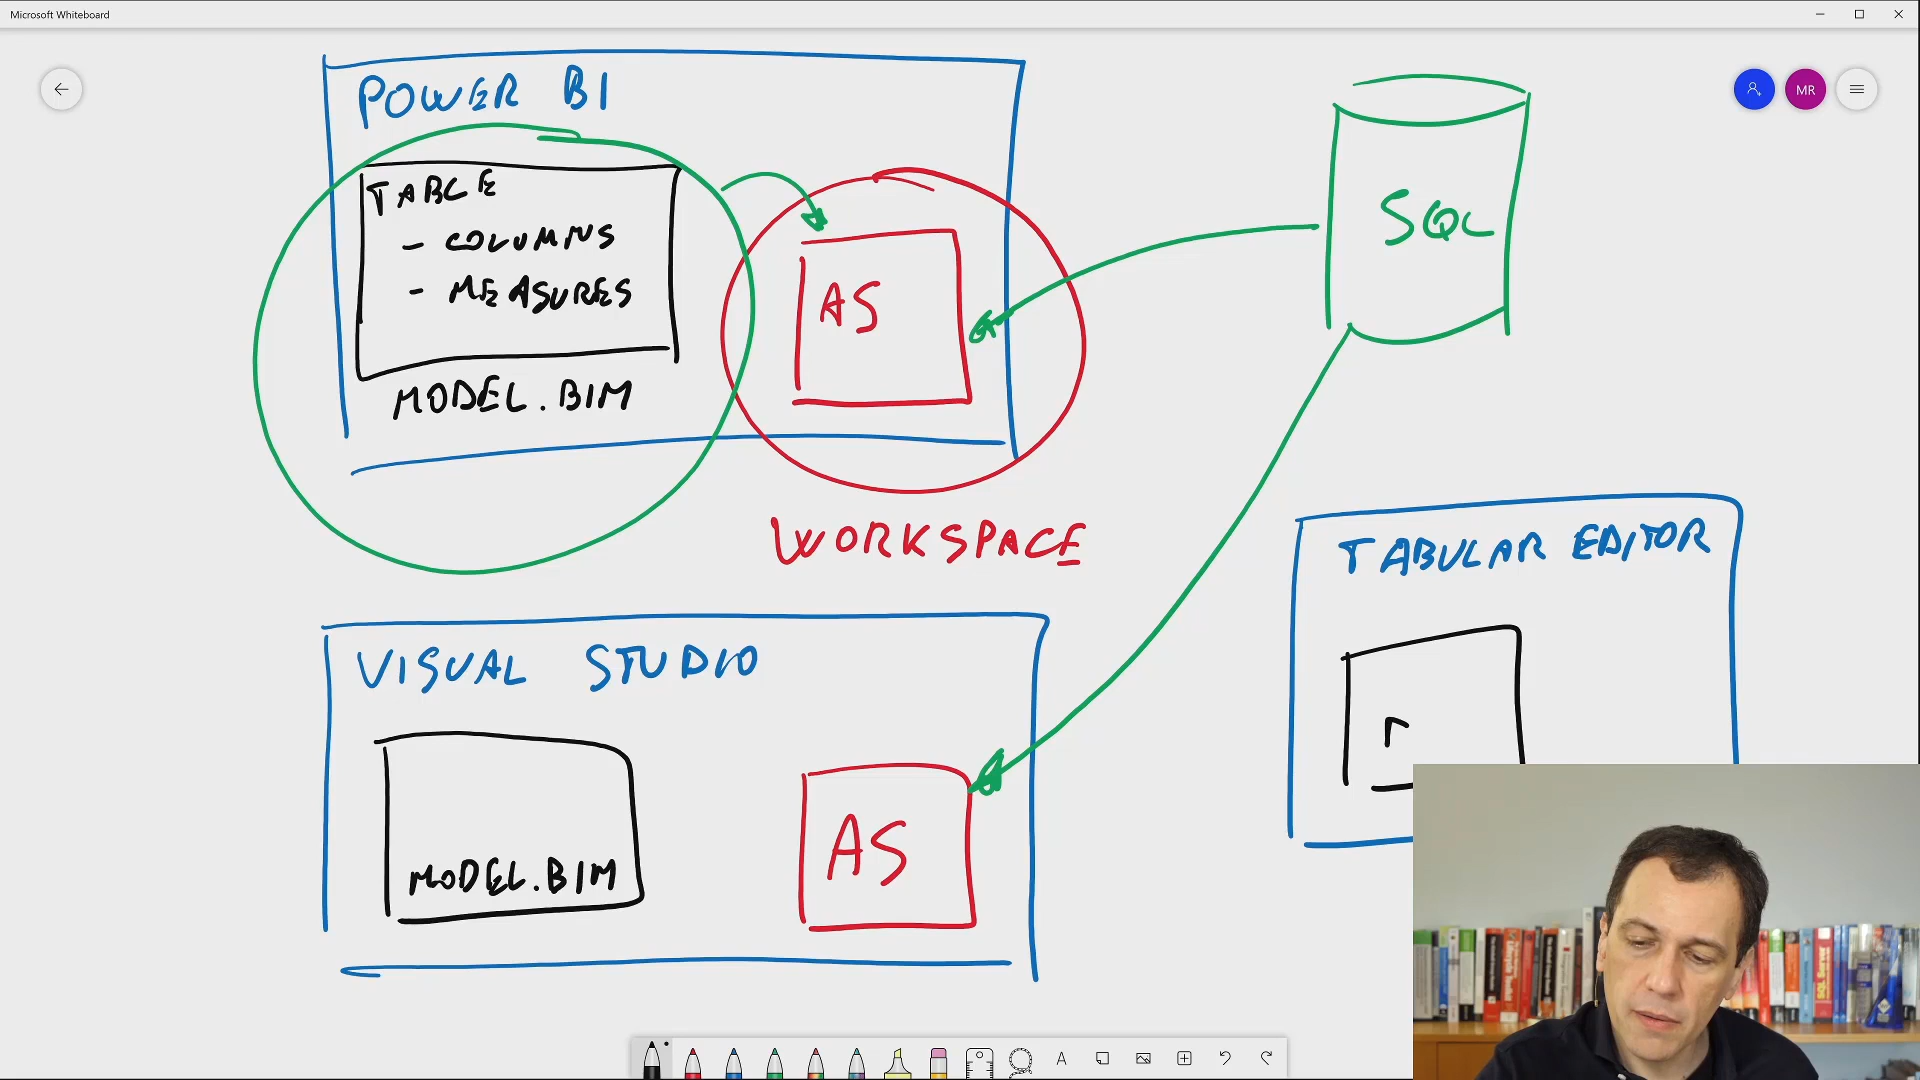 Microsoft Whiteboard
MR
POWER BI
TABLE
- COLUMNS
- MEASURES
MODEL.BIM
AS
WORKSPACE
SQL
TABULAR EDITOR
VISUAL STUDIO
MODEL.BIM
AS
A